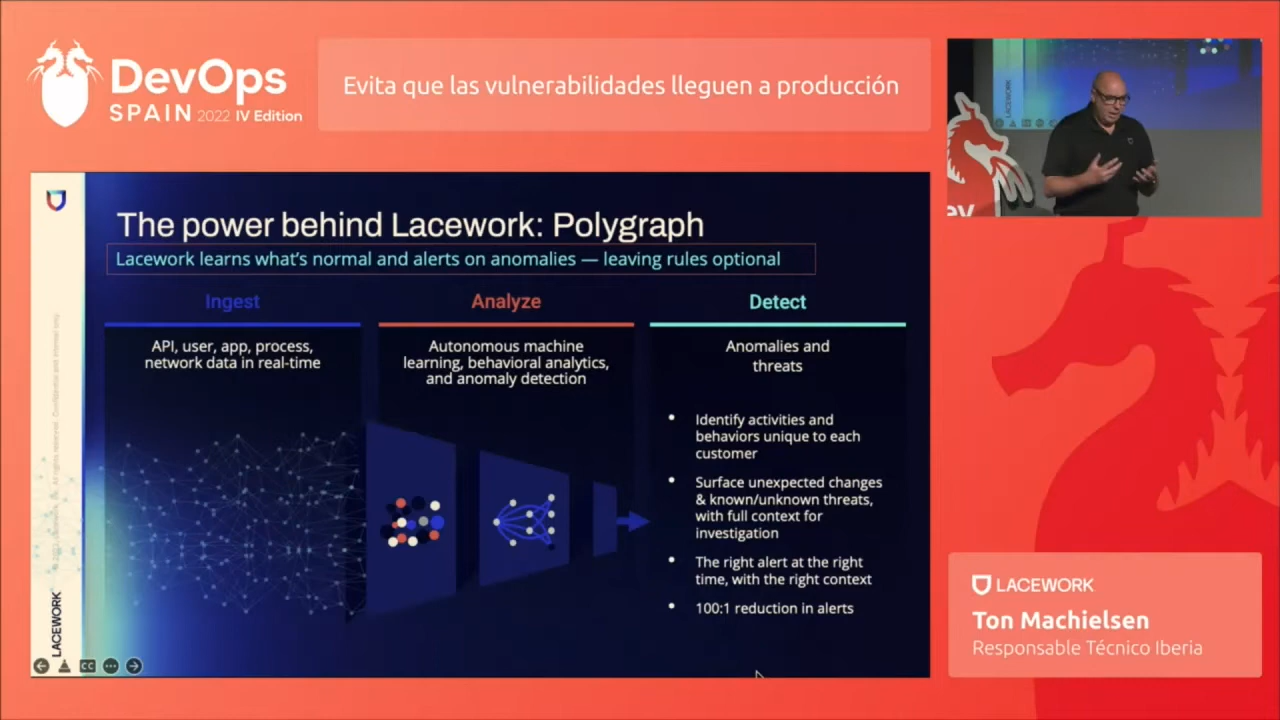 DevOps
SPAIN 2022 IV Edition
Evita que las vulnerabilidades lleguen a producción
LACEWORK
The power behind Lacework: Polygraph
Lacework learns what's normal and alerts on anomalies — leaving rules optional
Ingest
API, user, app, process,
network data in real-time
Analyze
Autonomous machine
learning, behavioral analytics,
and anomaly detection
Detect
Anomalies and
threats
• Identify activities and
behaviors unique to each
customer
• Surface unexpected changes
& known/unknown threats,
with full context for
investigation
• The right alert at the right
time, with the right context
• 100:1 reduction in alerts
LACEWORK
CC
LACEWORK
Ton Machielsen
Responsable Técnico Iberia